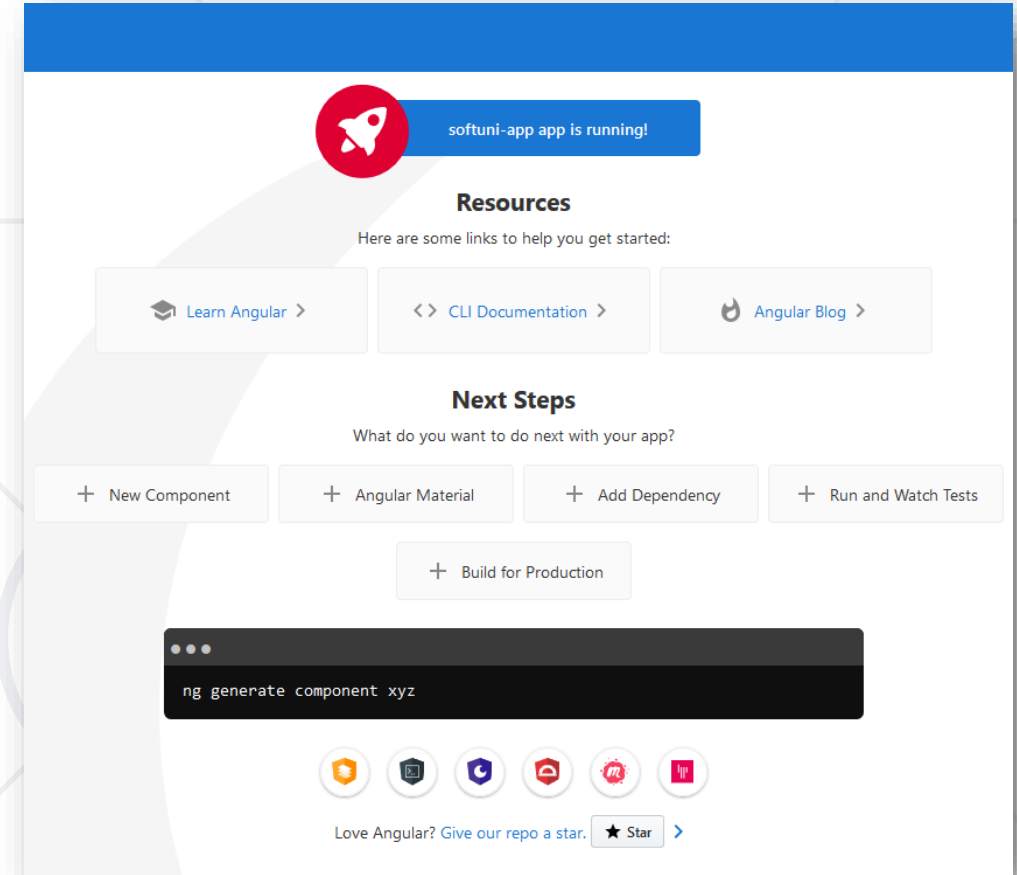 softuni-app app is running!
Resources
Here are some links to help you get started:
Learn Angular
CLI Documentation
Angular Blog
Next Steps
What do you want to do next with your app?
New Component
Angular Material
Add Dependency
Run and Watch Tests
Build for Production
ng generate component xyz
Love Angular? Give our repo a star. Star